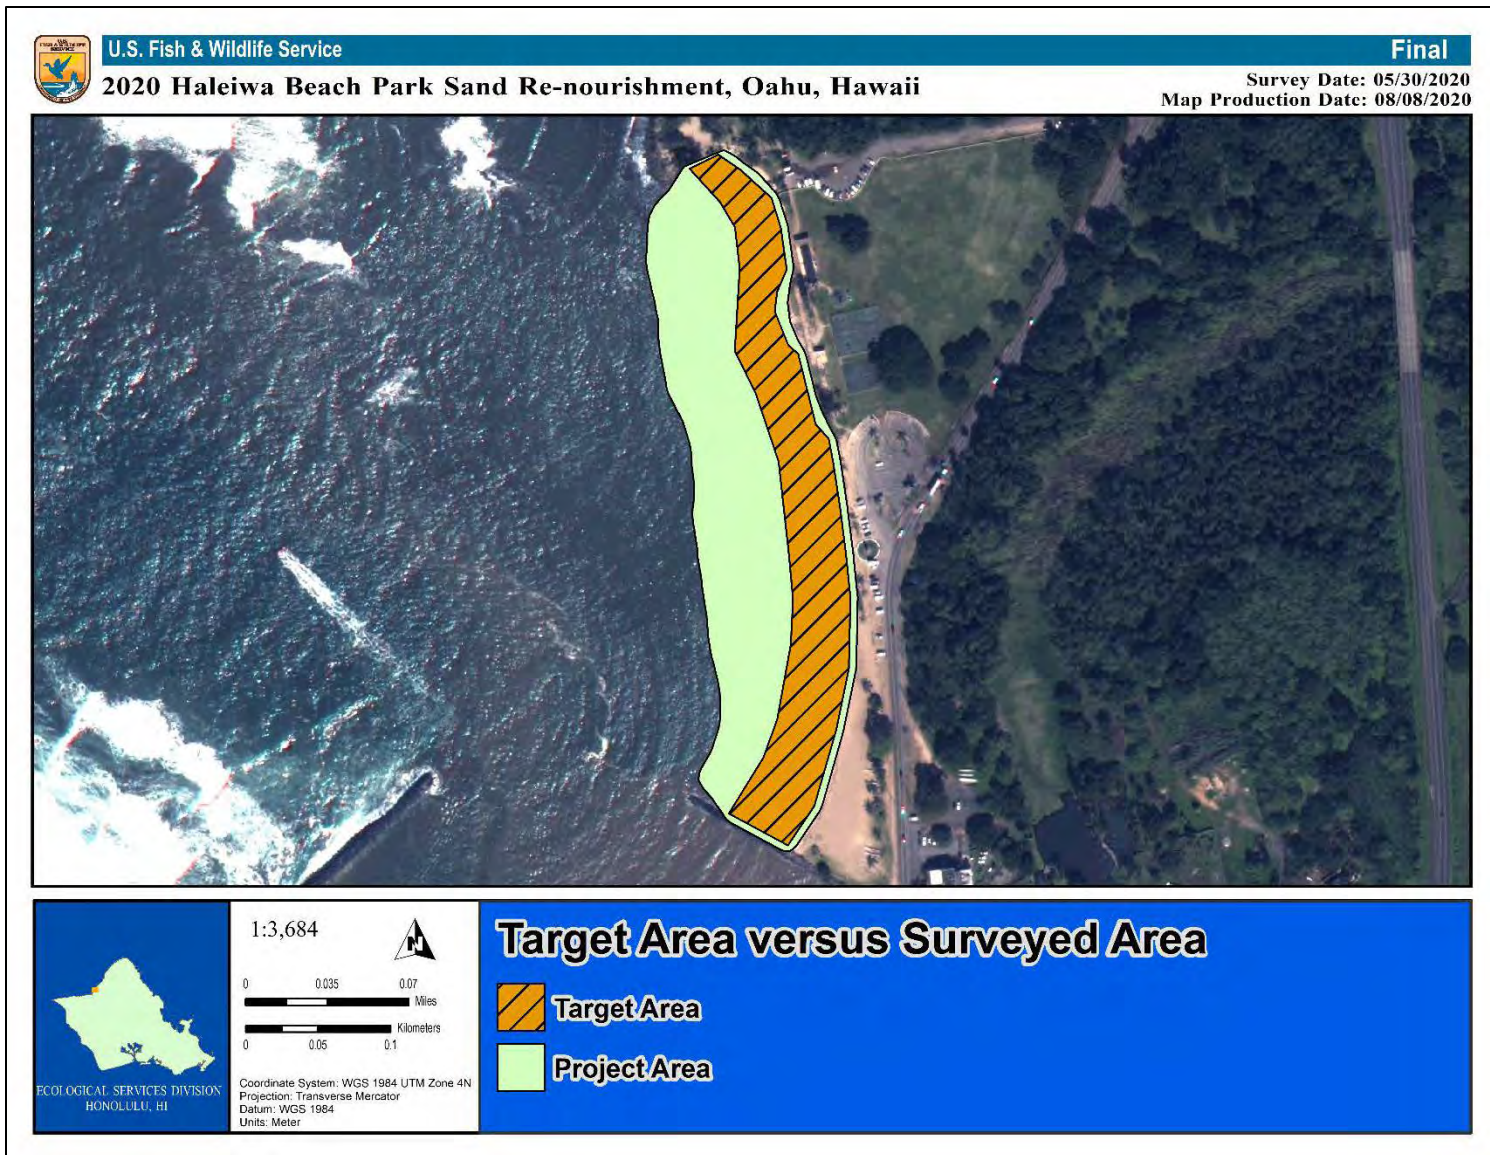 U.S.
FISH & WILDLIFE
SERVICE
U.S. Fish & Wildlife Service
Final
2020 Haleiwa Beach Park Sand Re-nourishment, Oahu, Hawaii
Survey Date: 05/30/2020
Map Production Date: 08/08/2020
1:3,684
N
0 0.035 0.07
Miles
Kilometers
0 0.05 0.1
Coordinate System: WGS 1984 UTM Zone 4N
Projection: Transverse Mercator
Datum: WGS 1984
Units: Meter
ECOLOGICAL SERVICES DIVISION
HONOLULU, HI
Target Area versus Surveyed Area
Target Area
Project Area